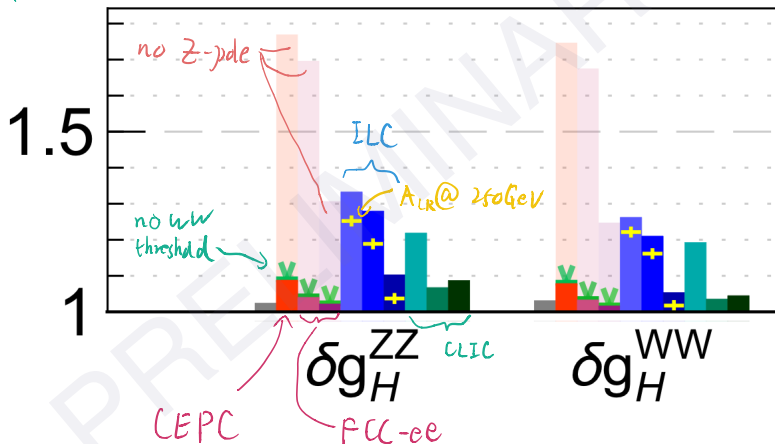 no Z-pole
1.5
ILC
A_LR @ 250GeV
no WW
threshold
1
δg_H^ZZ
δg_H^WW
CLIC
CEPC
FCC-ee
PRELIMINAR